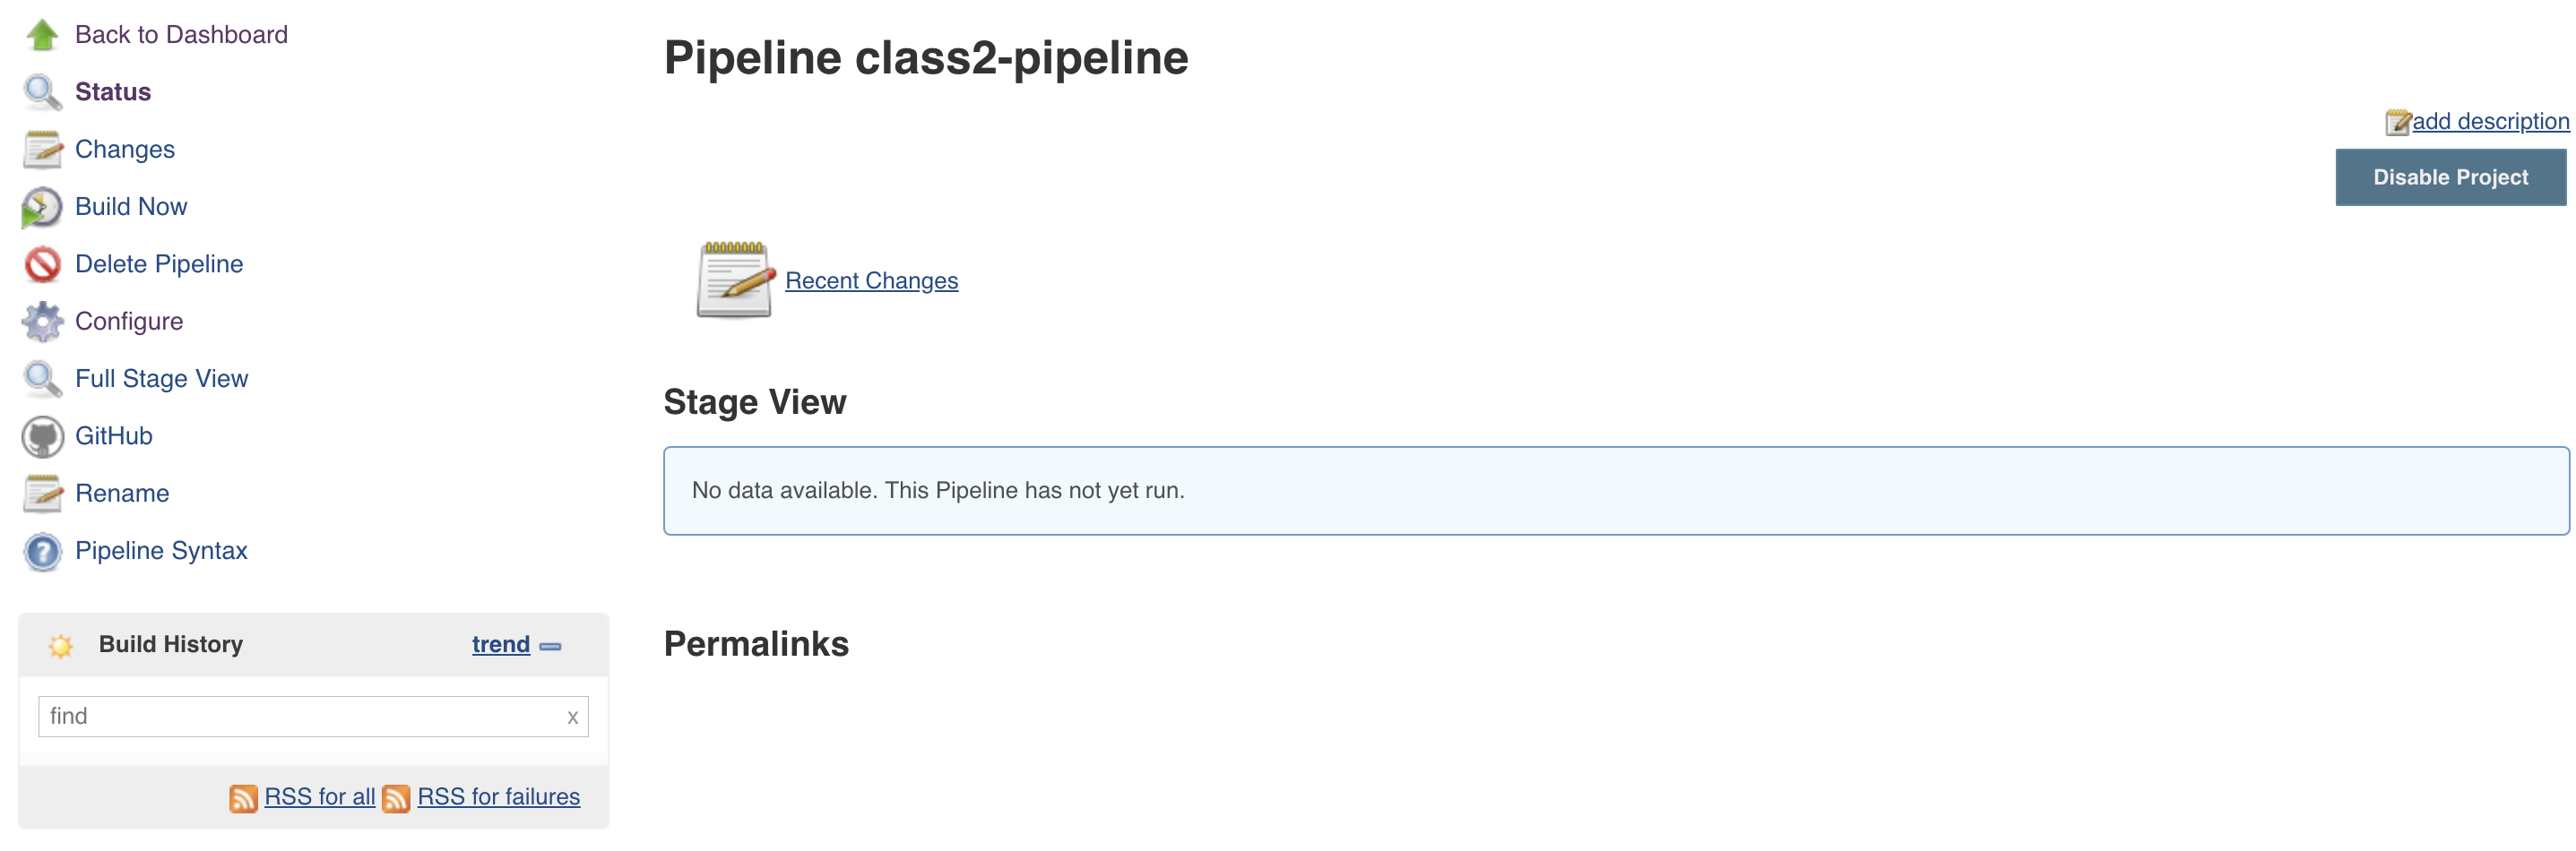 Back to Dashboard
Status
Changes
Build Now
Delete Pipeline
Configure
Full Stage View
GitHub
Rename
Pipeline Syntax
Build History trend
find x
RSS for all RSS for failures
Pipeline class2-pipeline
add description
Disable Project
Recent Changes
Stage View
No data available. This Pipeline has not yet run.
Permalinks